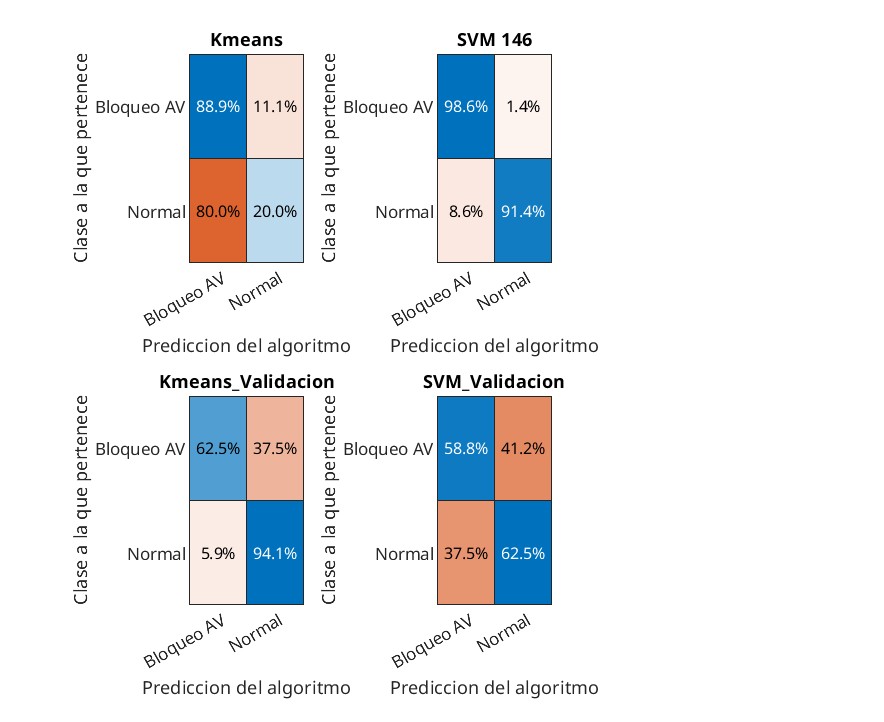 Kmeans
Clase a la que pertenece
Bloqueo AV
88.9%
11.1%
Normal
80.0%
20.0%
Bloqueo AV
Normal
Prediccion del algoritmo
SVM 146
Clase a la que pertenece
Bloqueo AV
98.6%
1.4%
Normal
8.6%
91.4%
Bloqueo AV
Normal
Prediccion del algoritmo
Kmeans_Validacion
Clase a la que pertenece
Bloqueo AV
62.5%
37.5%
Normal
5.9%
94.1%
Bloqueo AV
Normal
Prediccion del algoritmo
SVM_Validacion
Clase a la que pertenece
Bloqueo AV
58.8%
41.2%
Normal
37.5%
62.5%
Bloqueo AV
Normal
Prediccion del algoritmo